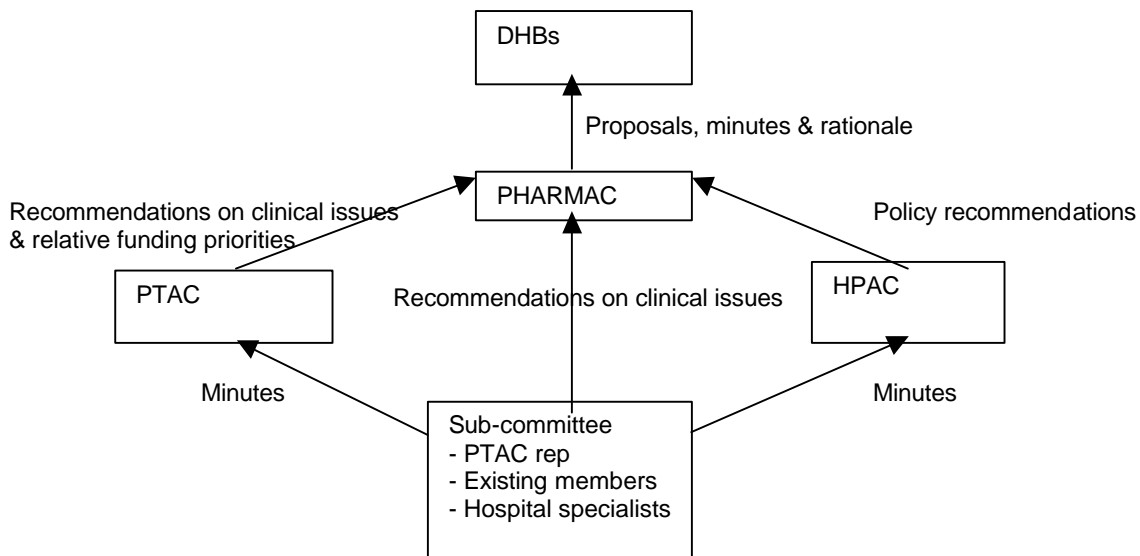 DHBs
Proposals, minutes & rationale
PHARMAC
Recommendations on clinical issues
& relative funding priorities
Policy recommendations
PTAC
Recommendations on clinical issues
HPAC
Minutes
Minutes
Sub-committee
- PTAC rep
- Existing members
- Hospital specialists